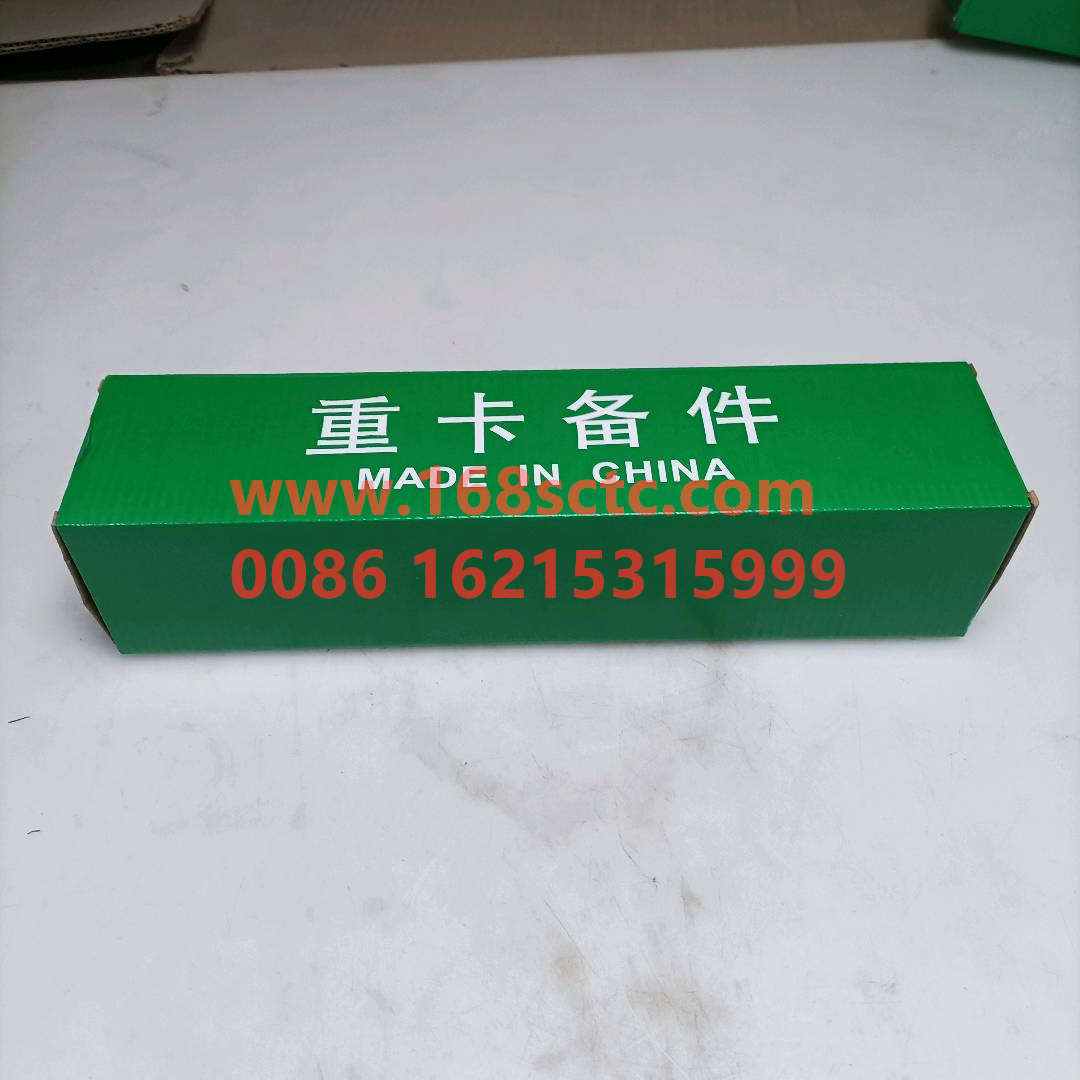 重卡备件
MADE IN CHINA
www.168sctc.com
0086 16215315999